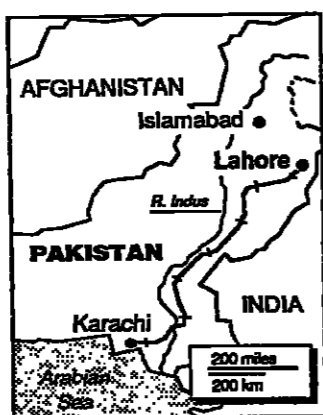 AFGHANISTAN
Islamabad
Lahore
R. Indus
PAKISTAN
INDIA
Karachi
200 miles
200 km
Arabian
Sea